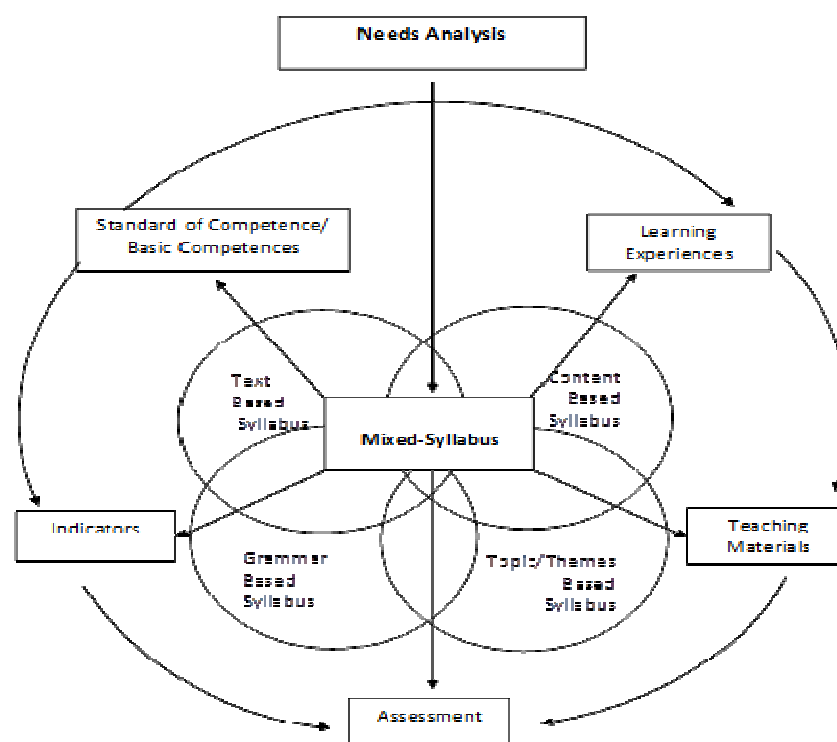 Needs Analysis
Standard of Competence/
Basic Competences
Learning
Experiences
Text
Based
Syllabus
Content
Based
Syllabus
Mixed-Syllabus
Indicators
Teaching
Materials
Grammar
Based
Syllabus
Topic/Themes
Based
Syllabus
Assessment